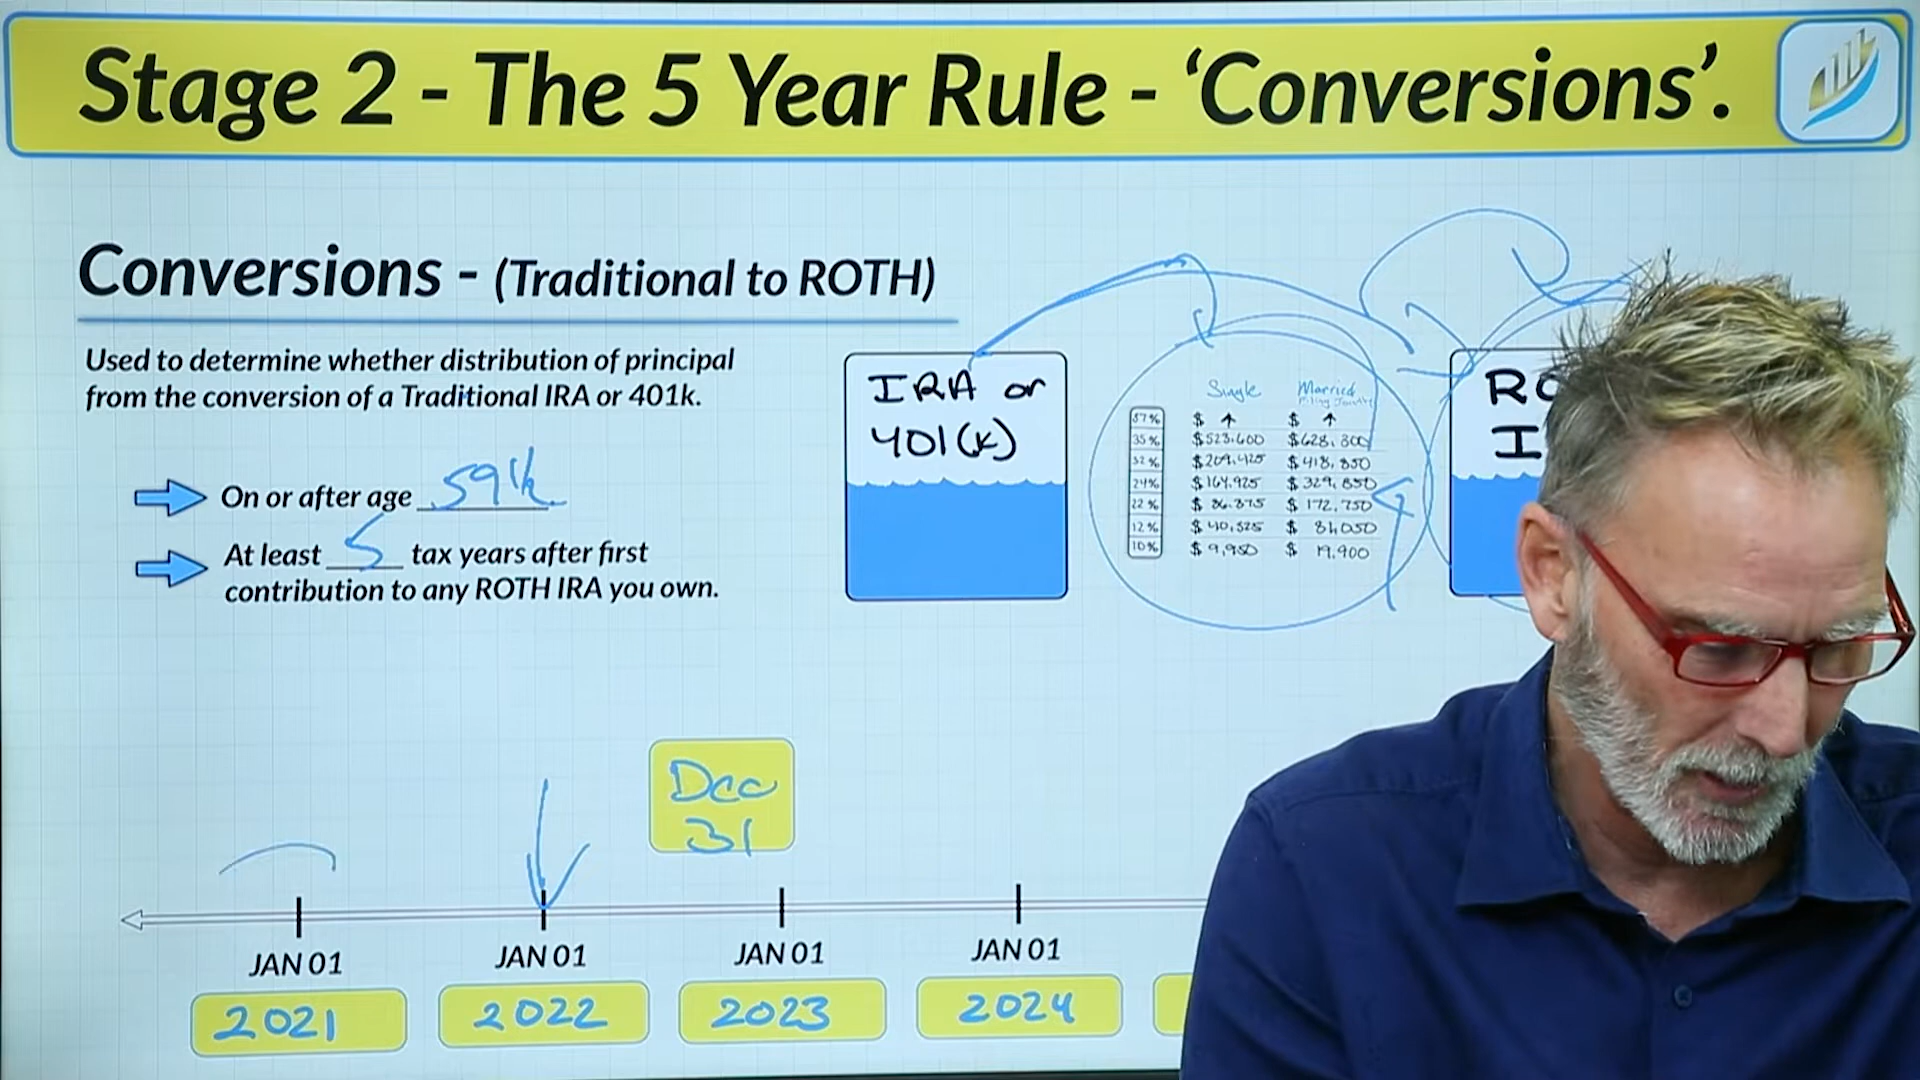 Stage 2 - The 5 Year Rule - ‘Conversions’.
Conversions - (Traditional to ROTH)
Used to determine whether distribution of principal
from the conversion of a Traditional IRA or 401k.
On or after age 59½
At least 5 tax years after first
contribution to any ROTH IRA you own.
IRA or
401(k)
Single Married
Filing Jointly
37% $ ↑ $ ↑
35% $523,600 $628,300
32% $209,425 $418,850
24% $164,925 $329,850
22% $86,375 $172,750
12% $40,525 $81,050
10% $9,950 $19,900
RO
I
Dec
31
JAN 01 JAN 01 JAN 01 JAN 01
2021 2022 2023 2024